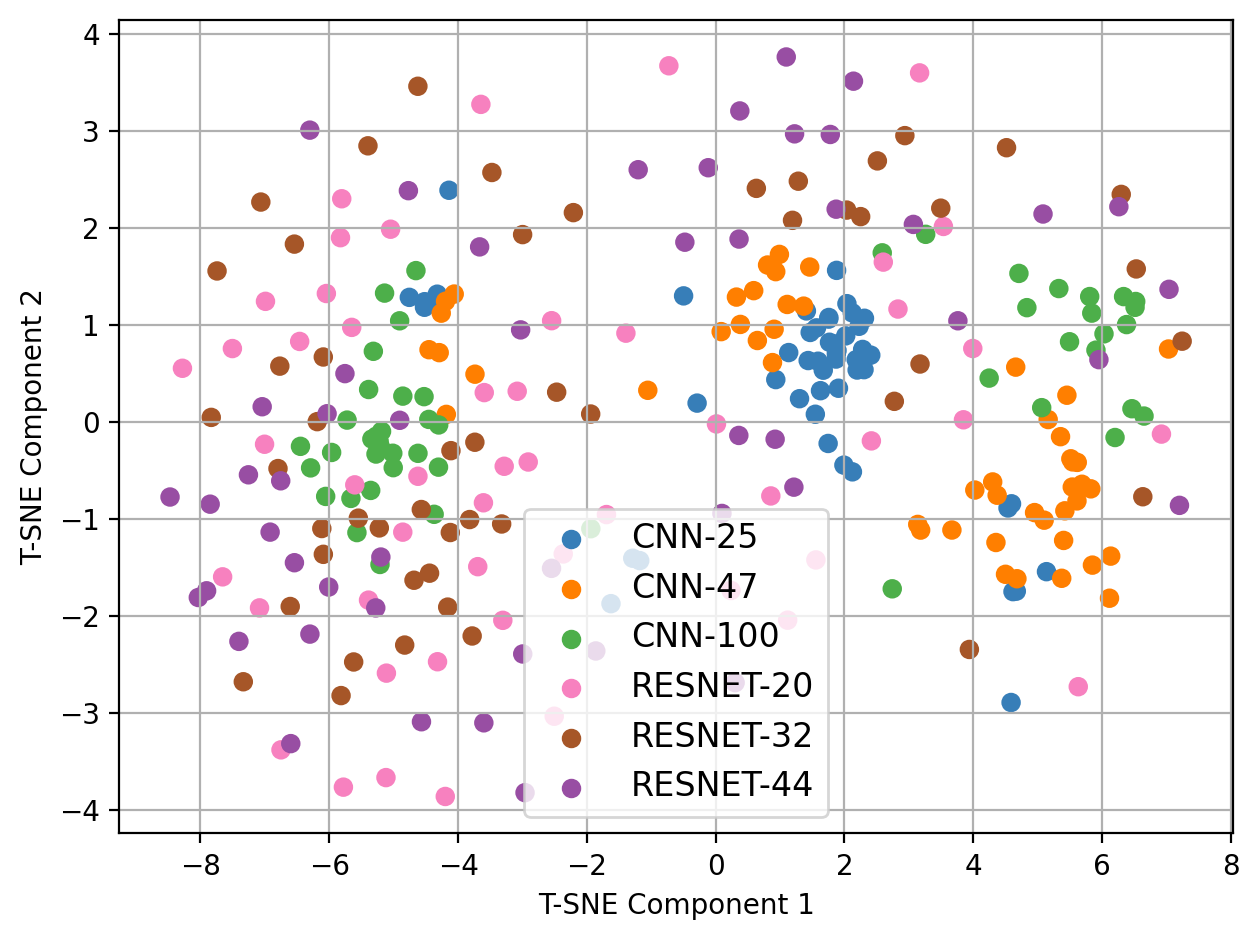 4
3
2
1
0
−1
−2
−3
−4
T-SNE Component 2
CNN-25
CNN-47
CNN-100
RESNET-20
RESNET-32
RESNET-44
−8 −6 −4 −2 0 2 4 6 8
T-SNE Component 1